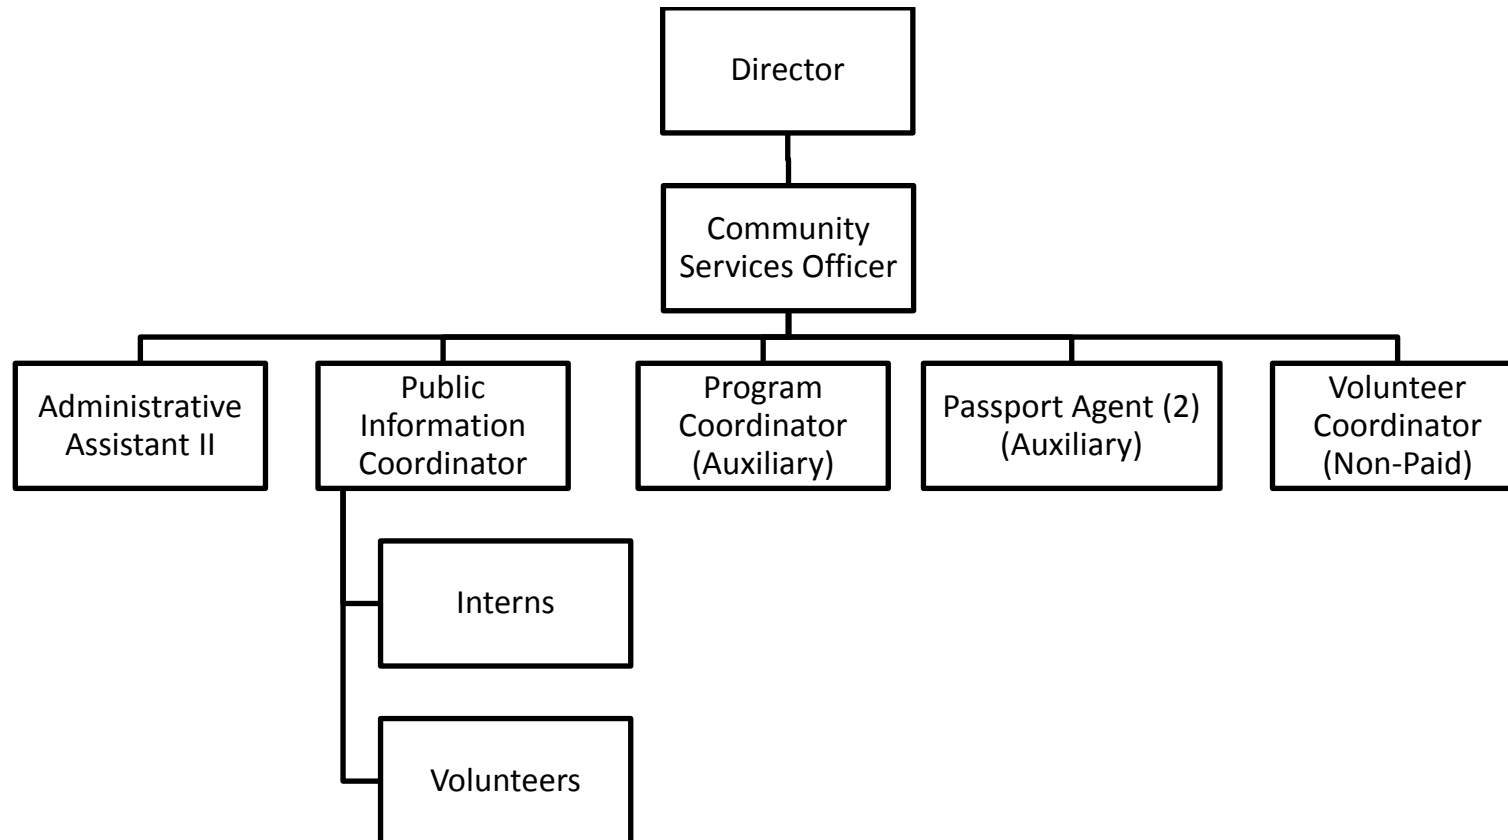 Director
Community
Services Officer
Administrative
Assistant II
Public
Information
Coordinator
Program
Coordinator
(Auxiliary)
Passport Agent (2)
(Auxiliary)
Volunteer
Coordinator
(Non-Paid)
Interns
Volunteers